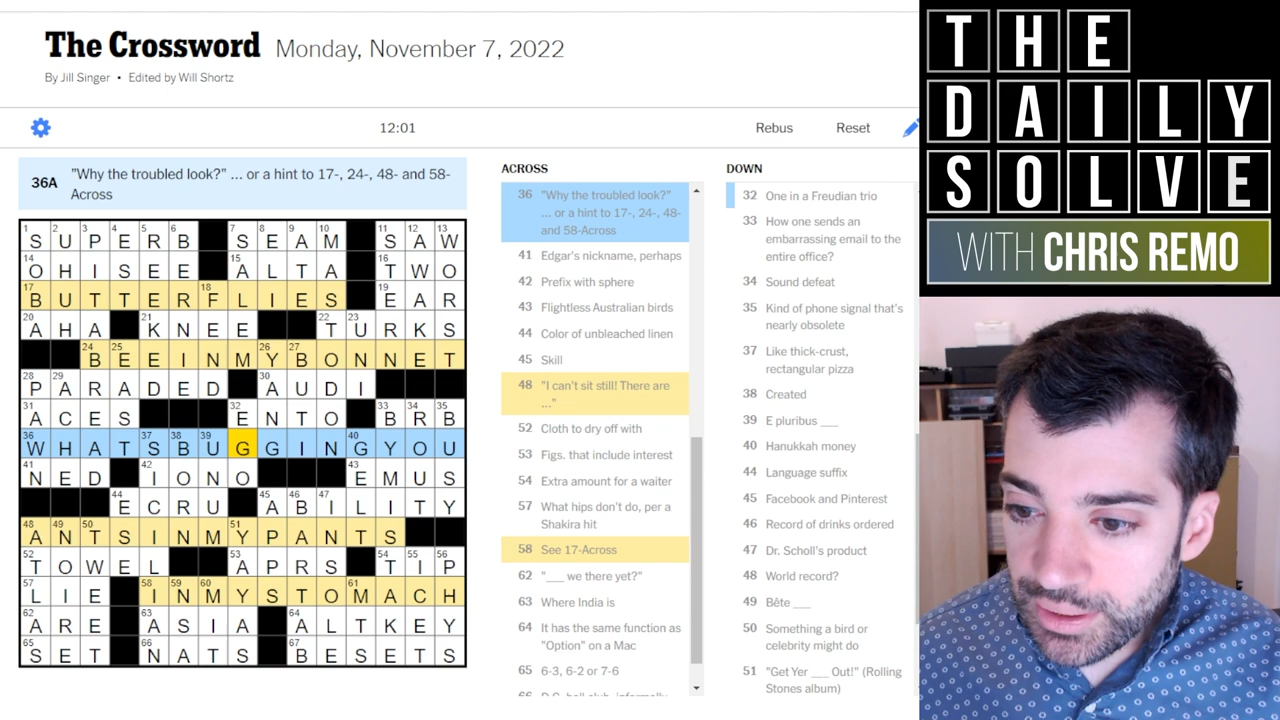 The Crossword Monday, November 7, 2022
By Jill Singer • Edited by Will Shortz
12:01
Rebus
Reset
36A "Why the troubled look?" ... or a hint to 17-, 24-, 48- and 58-
Across
SUPERB SEAM SAW
OHISEE ALTA TWO
BUTTERFLIES EAR
AHA KNEE TURKS
BEEINMYBONNET
PARADED AUDI
ACES ENTO BRB
WHATSBUGGINGYOU
NED IONO EMUS
ECRU ABILITY
ANTSINMYPANTS
TOWEL APRS TIP
LIE INMYSTOMACH
ARE ASIA ALTKEY
SET NATS BESETS
ACROSS
36 "Why the troubled look?"
... or a hint to 17-, 24-, 48-
and 58-Across
41 Edgar's nickname, perhaps
42 Prefix with sphere
43 Flightless Australian birds
44 Color of unbleached linen
45 Skill
48 "I can't sit still! There are
..."
52 Cloth to dry off with
53 Figs. that include interest
54 Extra amount for a waiter
57 What hips don't do, per a
Shakira hit
58 See 17-Across
62 "___ we there yet?"
63 Where India is
64 It has the same function as
"Option" on a Mac
65 6-3, 6-2 or 7-6
DOWN
32 One in a Freudian trio
33 How one sends an
embarrassing email to the
entire office?
34 Sound defeat
35 Kind of phone signal that's
nearly obsolete
37 Like thick-crust,
rectangular pizza
38 Created
39 E pluribus ___
40 Hanukkah money
44 Language suffix
45 Facebook and Pinterest
46 Record of drinks ordered
47 Dr. Scholl's product
48 World record?
49 Bête ___
50 Something a bird or
celebrity might do
51 "Get Yer ___ Out!" (Rolling
Stones album)
THE
DAILY
SOLVE
WITH CHRIS REMO